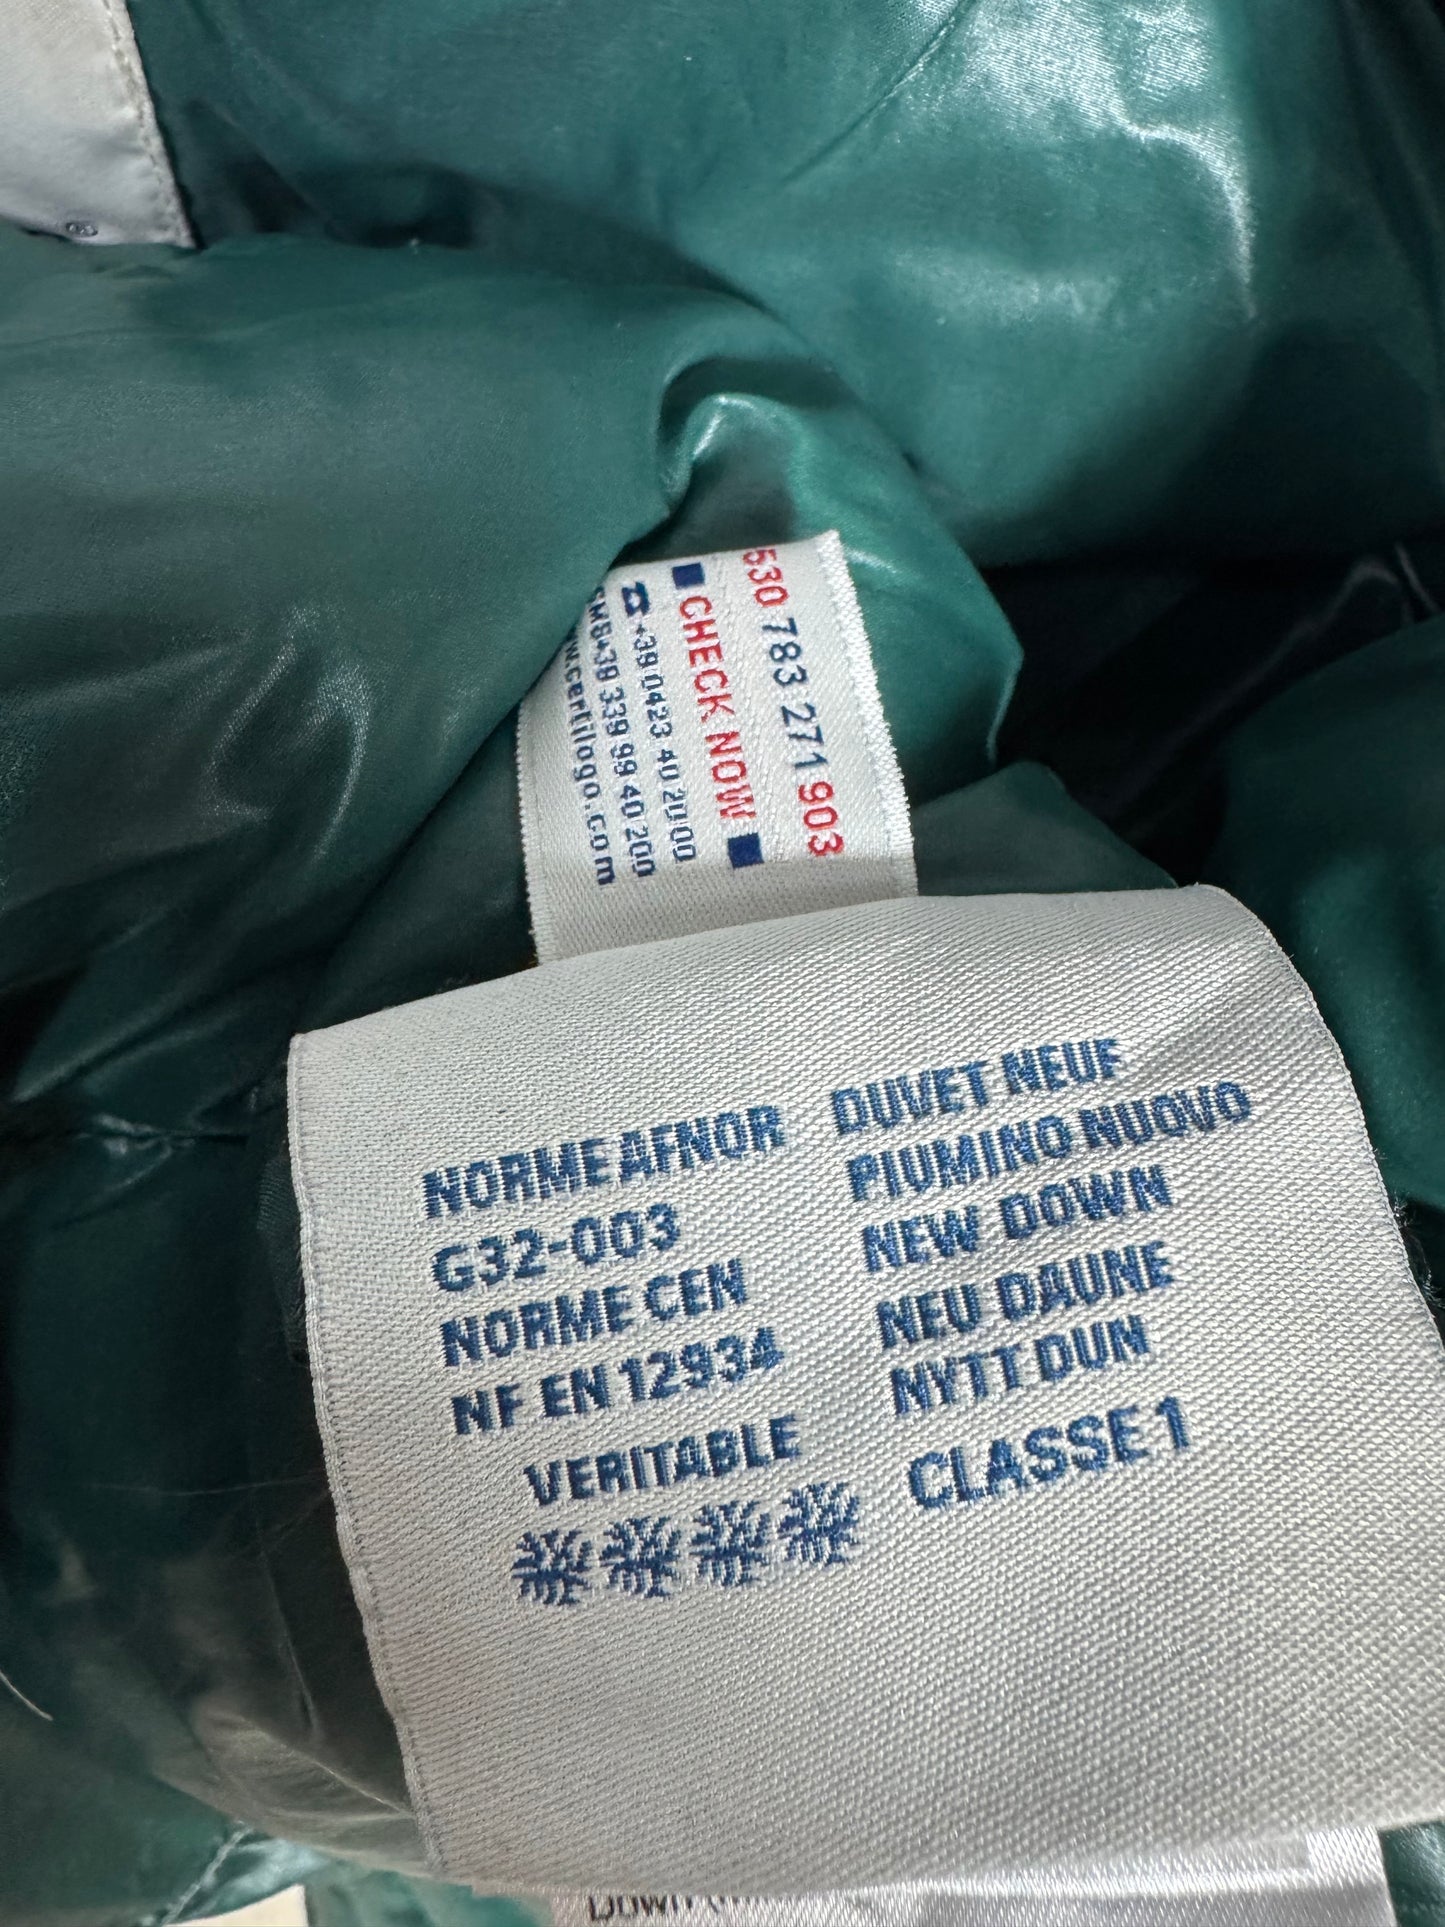 ®
530 783 271 903
CHECK NOW
+39 0423 40 2000
SMS+39 339 99 40 200
www.certilogo.com
NORME AFNOR
G32-003
NORME CEN
NF EN 12934
VERITABLE
DUVET NEUF
PIUMINO NUOVO
NEW DOWN
NEU DAUNE
NYTT DUN
CLASSE 1